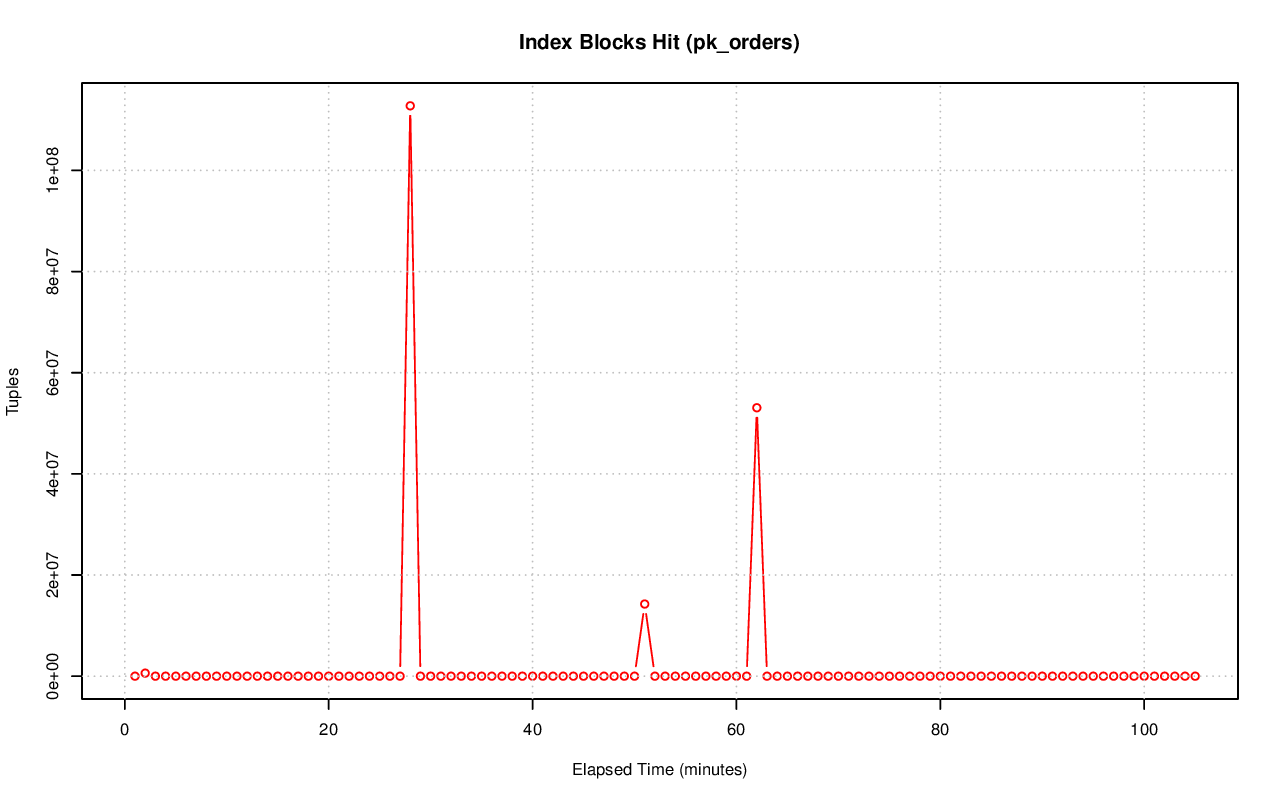 Index Blocks Hit (pk_orders)
Tuples
1e+08
8e+07
6e+07
4e+07
2e+07
0e+00
0 20 40 60 80 100
Elapsed Time (minutes)